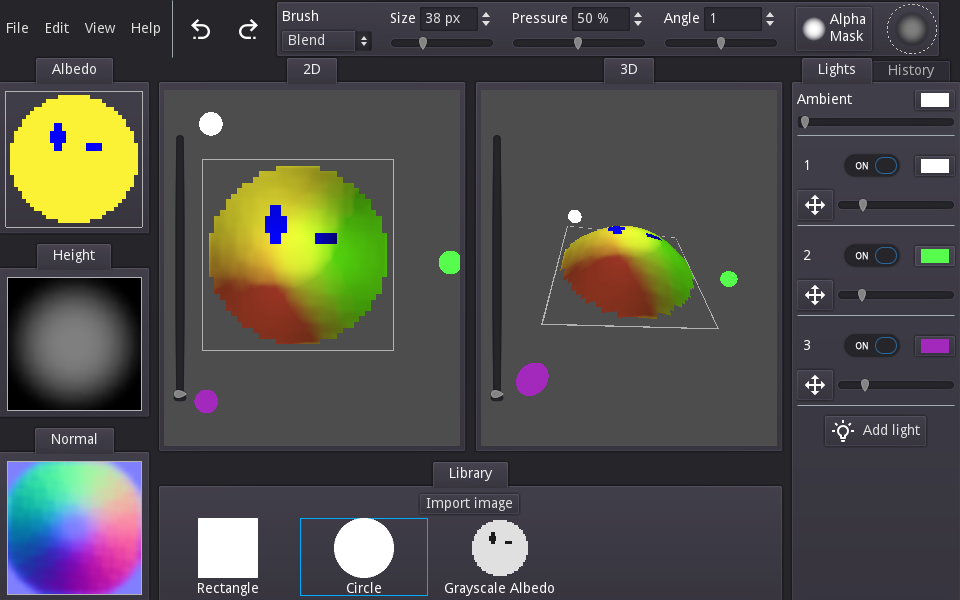 File Edit View Help
Brush
Blend
Size 38 px
Pressure 50 %
Angle 1
Alpha
Mask
Albedo
2D
3D
Lights History
Ambient
1 ON
2 ON
3 ON
Add light
Height
Normal
Library
Import image
Rectangle Circle Grayscale Albedo